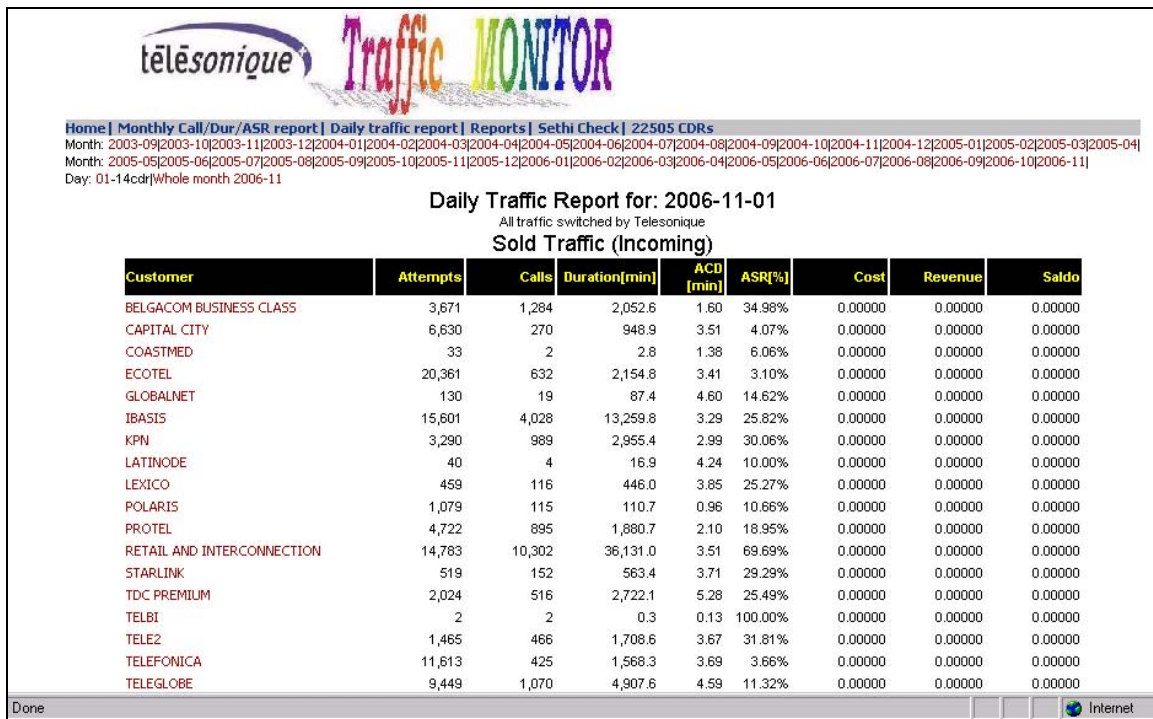 tēlēsonique Traffic MONITOR
Home| Monthly Call/Dur/ASR report| Daily traffic report| Reports| Sethi Check| 22505 CDRs
Month: 2003-09|2003-10|2003-11|2003-12|2004-01|2004-02|2004-03|2004-04|2004-05|2004-06|2004-07|2004-08|2004-09|2004-10|2004-11|2004-12|2005-01|2005-02|2005-03|2005-04|
Month: 2005-05|2005-06|2005-07|2005-08|2005-09|2005-10|2005-11|2005-12|2006-01|2006-02|2006-03|2006-04|2006-05|2006-06|2006-07|2006-08|2006-09|2006-10|2006-11|
Day: 01-14cdr|Whole month 2006-11
Daily Traffic Report for: 2006-11-01
All traffic switched by Telesonique
Sold Traffic (Incoming)
Customer Attempts Calls Duration[min] ACD [min] ASR[%] Cost Revenue Saldo
BELGACOM BUSINESS CLASS 3,671 1,284 2,052.6 1.60 34.98% 0.00000 0.00000 0.00000
CAPITAL CITY 6,630 270 948.9 3.51 4.07% 0.00000 0.00000 0.00000
COASTMED 33 2 2.8 1.38 6.06% 0.00000 0.00000 0.00000
ECOTEL 20,361 632 2,154.8 3.41 3.10% 0.00000 0.00000 0.00000
GLOBALNET 130 19 87.4 4.60 14.62% 0.00000 0.00000 0.00000
IBASIS 15,601 4,028 13,259.8 3.29 25.82% 0.00000 0.00000 0.00000
KPN 3,290 989 2,955.4 2.99 30.06% 0.00000 0.00000 0.00000
LATINODE 40 4 16.9 4.24 10.00% 0.00000 0.00000 0.00000
LEXICO 459 116 446.0 3.85 25.27% 0.00000 0.00000 0.00000
POLARIS 1,079 115 110.7 0.96 10.66% 0.00000 0.00000 0.00000
PROTEL 4,722 895 1,880.7 2.10 18.95% 0.00000 0.00000 0.00000
RETAIL AND INTERCONNECTION 14,783 10,302 36,131.0 3.51 69.69% 0.00000 0.00000 0.00000
STARLINK 519 152 563.4 3.71 29.29% 0.00000 0.00000 0.00000
TDC PREMIUM 2,024 516 2,722.1 5.28 25.49% 0.00000 0.00000 0.00000
TELBI 2 2 0.3 0.13 100.00% 0.00000 0.00000 0.00000
TELE2 1,465 466 1,708.6 3.67 31.81% 0.00000 0.00000 0.00000
TELEFONICA 11,613 425 1,568.3 3.69 3.66% 0.00000 0.00000 0.00000
TELEGLOBE 9,449 1,070 4,907.6 4.59 11.32% 0.00000 0.00000 0.00000
Done Internet